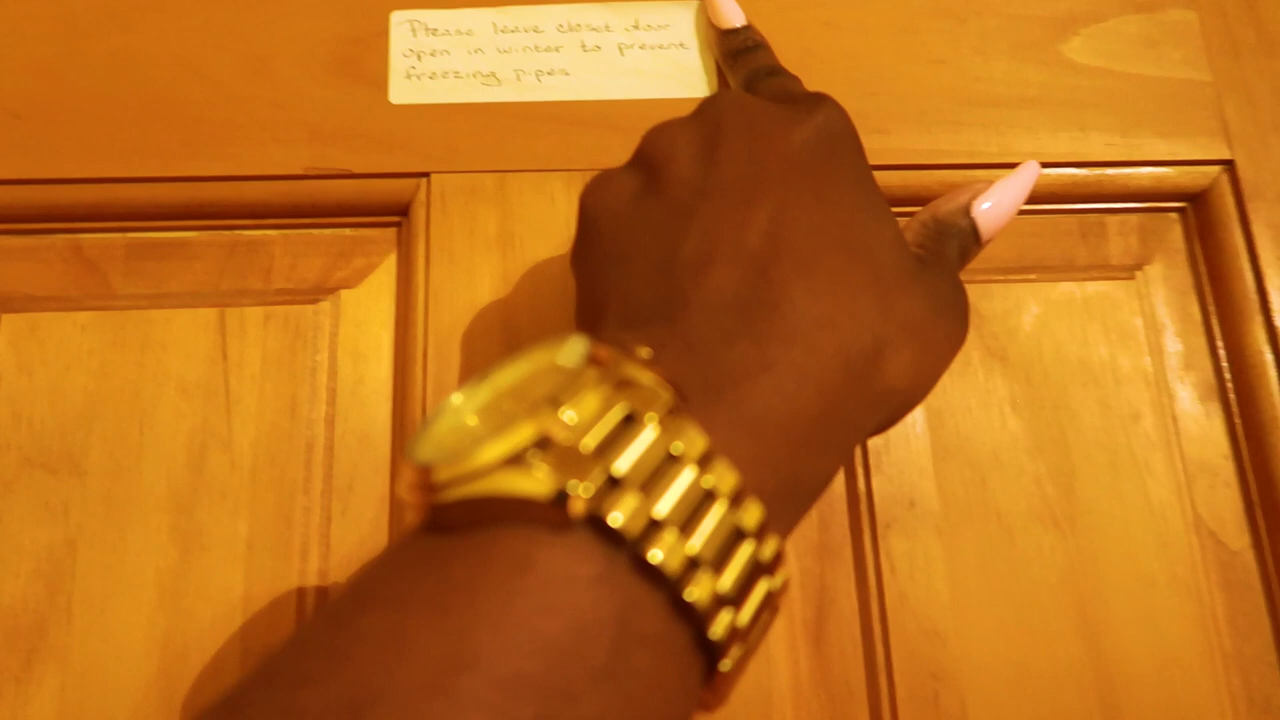 Please leave closet door
open in winter to prevent
freezing pipes